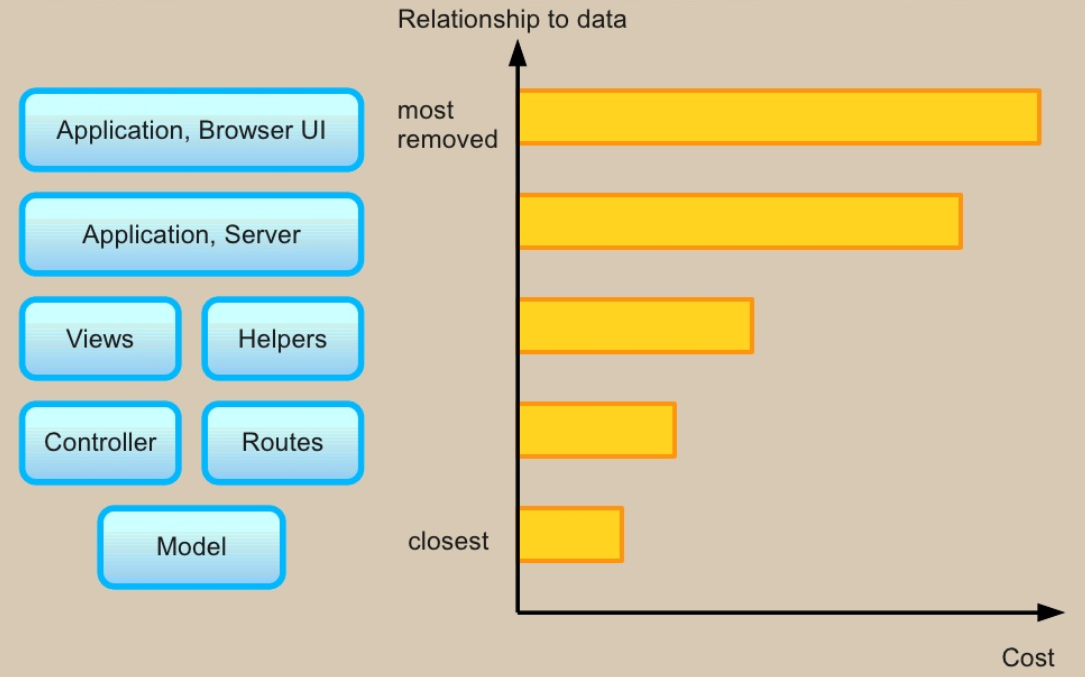 Relationship to data
Application, Browser UI
most
removed
Application, Server
Views
Helpers
Controller
Routes
Model
closest
Cost